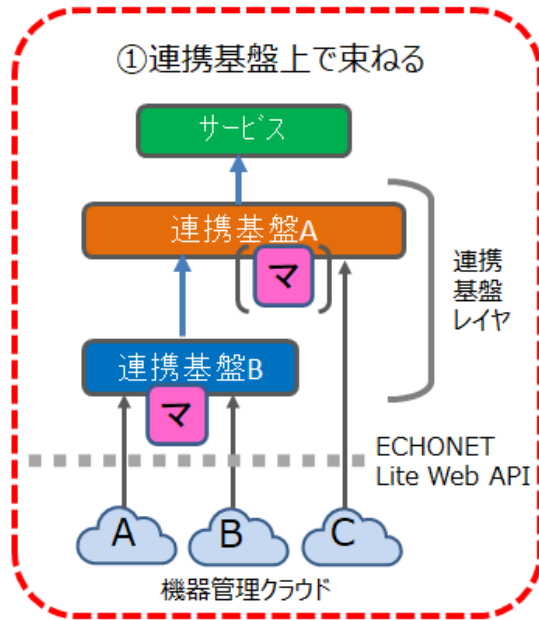 ①連携基盤上で束ねる
サービス
連携基盤A
マ
連携
基盤
レイヤ
連携基盤B
マ
ECHONET
Lite Web API
A
B
C
機器管理クラウド